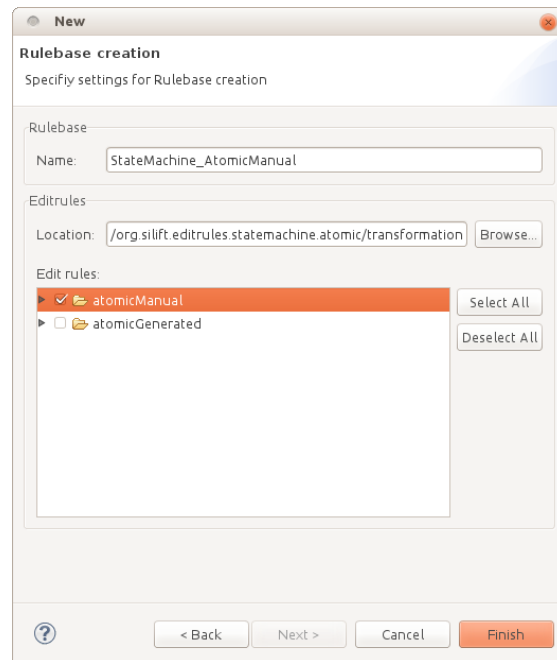 New
Rulebase creation
Specifiy settings for Rulebase creation
Rulebase
Name: StateMachine_AtomicManual
Editrules
Location: /org.silift.editrules.statemachine.atomic/transformation Browse...
Edit rules:
atomicManual
Select All
atomicGenerated
Deselect All
? < Back Next > Cancel Finish